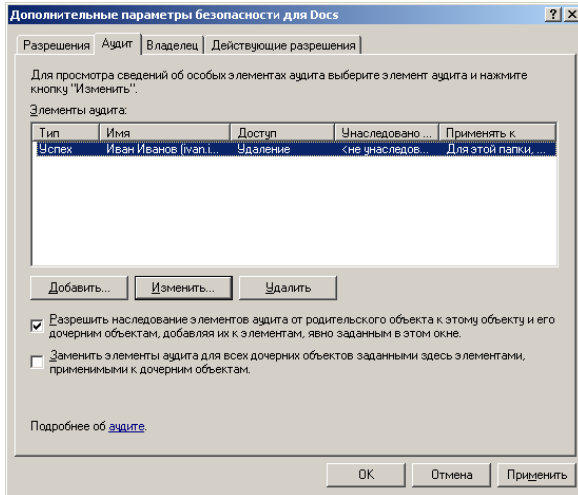 Дополнительные параметры безопасности для Docs
Разрешения Аудит Владелец Действующие разрешения
Для просмотра сведений об особых элементах аудита выберите элемент аудита и нажмите
кнопку "Изменить".
Элементы аудита:
Тип Имя Доступ Унаследовано ... Применять к
Успех Иван Иванов (ivan.i... Удаление <не унаследов... Для этой папки, ...
Добавить... Изменить... Удалить
Разрешить наследование элементов аудита от родительского объекта к этому объекту и его
дочерним объектам, добавляя их к элементам, явно заданным в этом окне.
Заменить элементы аудита для всех дочерних объектов заданными здесь элементами,
применимыми к дочерним объектам.
Подробнее об аудите.
OK Отмена Применить